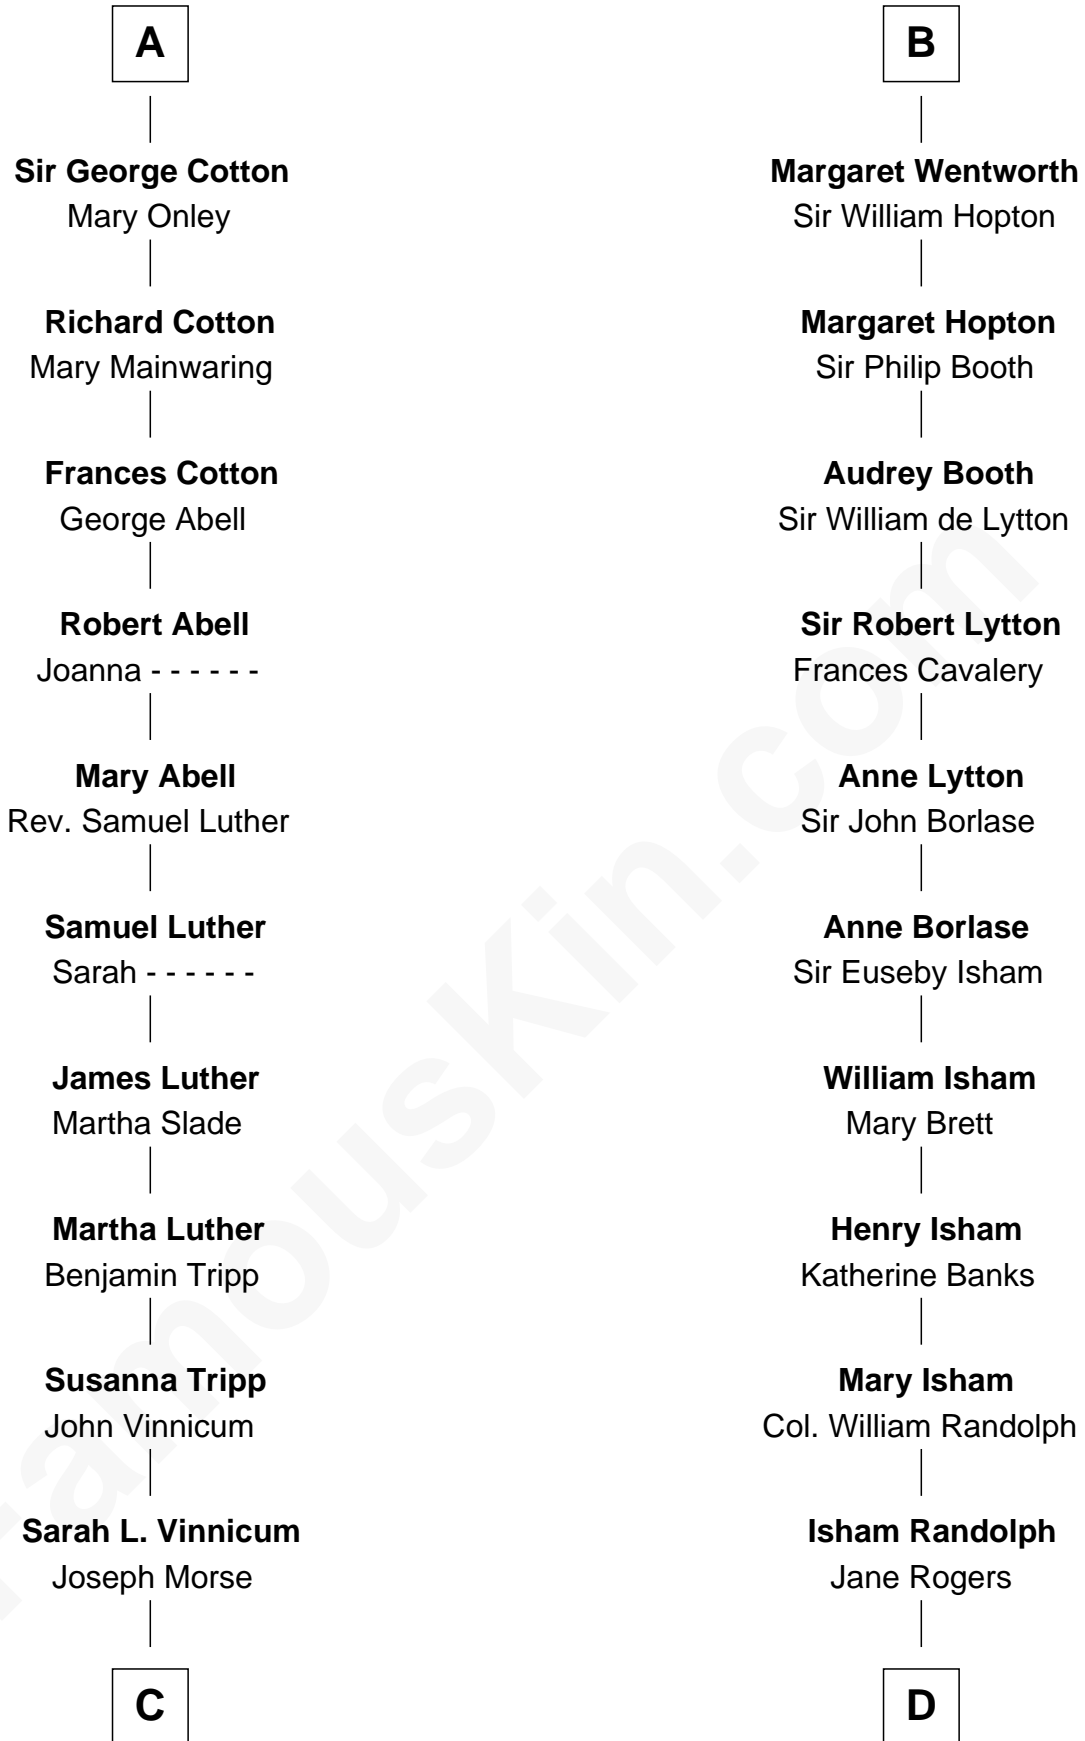 A
Sir George Cotton
Mary Onley
Richard Cotton
Mary Mainwaring
Frances Cotton
George Abell
Robert Abell
Joanna - - - - - -
Mary Abell
Rev. Samuel Luther
Samuel Luther
Sarah - - - - - -
James Luther
Martha Slade
Martha Luther
Benjamin Tripp
Susanna Tripp
John Vinnicum
Sarah L. Vinnicum
Joseph Morse
C
B
Margaret Wentworth
Sir William Hopton
Margaret Hopton
Sir Philip Booth
Audrey Booth
Sir William de Lytton
Sir Robert Lytton
Frances Cavalery
Anne Lytton
Sir John Borlase
Anne Borlase
Sir Euseby Isham
William Isham
Mary Brett
Henry Isham
Katherine Banks
Mary Isham
Col. William Randolph
Isham Randolph
Jane Rogers
D
FamousKin.com